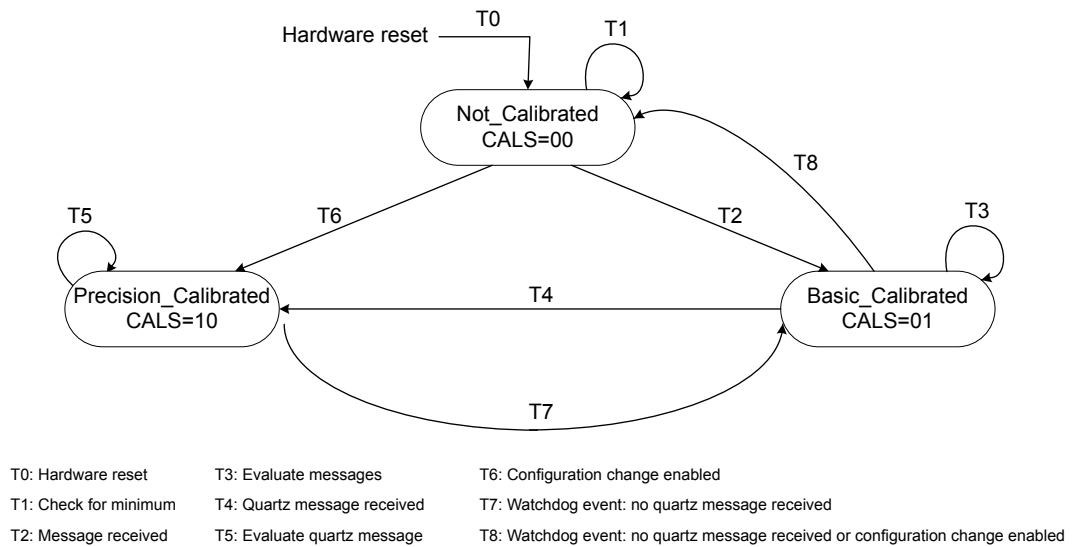 T0
Hardware reset
T1
Not_Calibrated
CALS=00
T8
T6
T2
T5
T3
Precision_Calibrated
CALS=10
T4
Basic_Calibrated
CALS=01
T7
T0: Hardware reset
T3: Evaluate messages
T6: Configuration change enabled
T1: Check for minimum
T4: Quartz message received
T7: Watchdog event: no quartz message received
T2: Message received
T5: Evaluate quartz message
T8: Watchdog event: no quartz message received or configuration change enabled